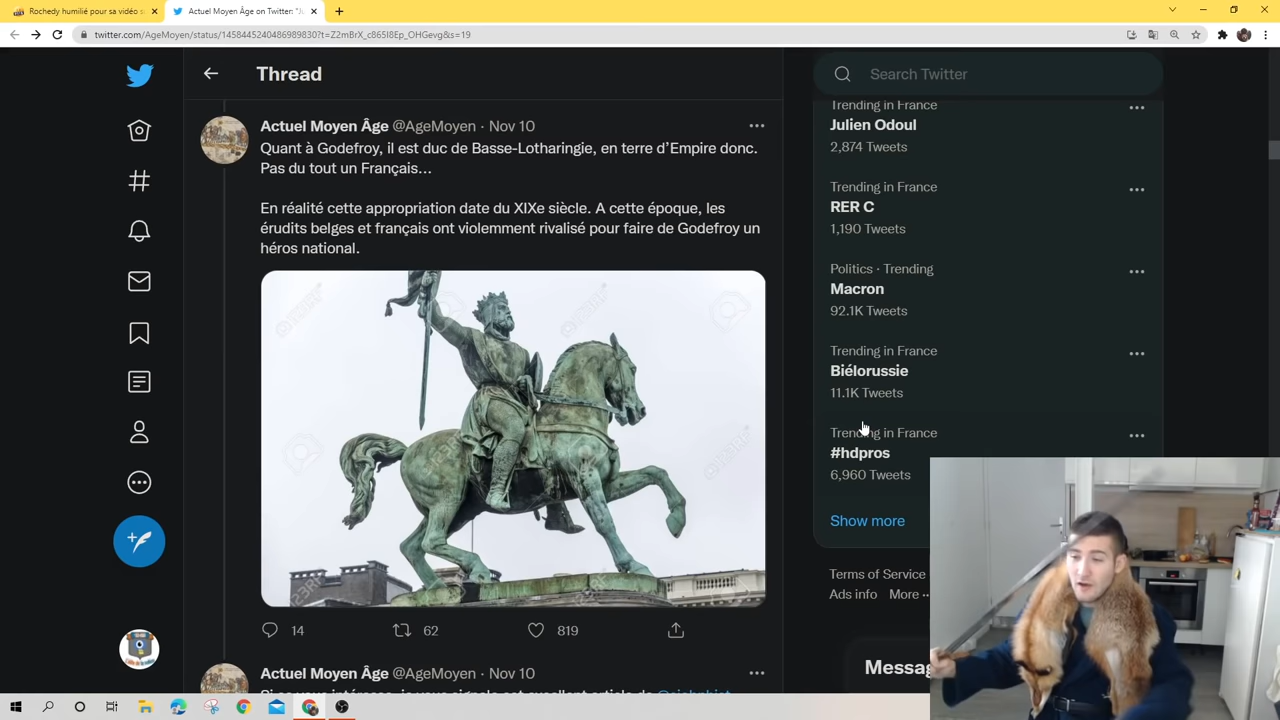 Rochedy humilié pour sa vidéo s
Actuel Moyen Âge on Twitter: "J
twitter.com/AgeMoyen/status/1458445240486989830?t=Z2mBrX_c865I8Ep_OHGevg&s=19
Thread
Search Twitter
Actuel Moyen Âge @AgeMoyen · Nov 10
Quant à Godefroy, il est duc de Basse-Lotharingie, en terre d'Empire donc.
Pas du tout un Français…
En réalité cette appropriation date du XIXe siècle. A cette époque, les
érudits belges et français ont violemment rivalisé pour faire de Godefroy un
héros national.
14
62
819
Actuel Moyen Âge @AgeMoyen · Nov 10
Trending in France
Julien Odoul
2,874 Tweets
Trending in France
RER C
1,190 Tweets
Politics · Trending
Macron
92.1K Tweets
Trending in France
Biélorussie
11.1K Tweets
Trending in France
#hdpros
6,960 Tweets
Show more
Terms of Service
Ads info More
Messag